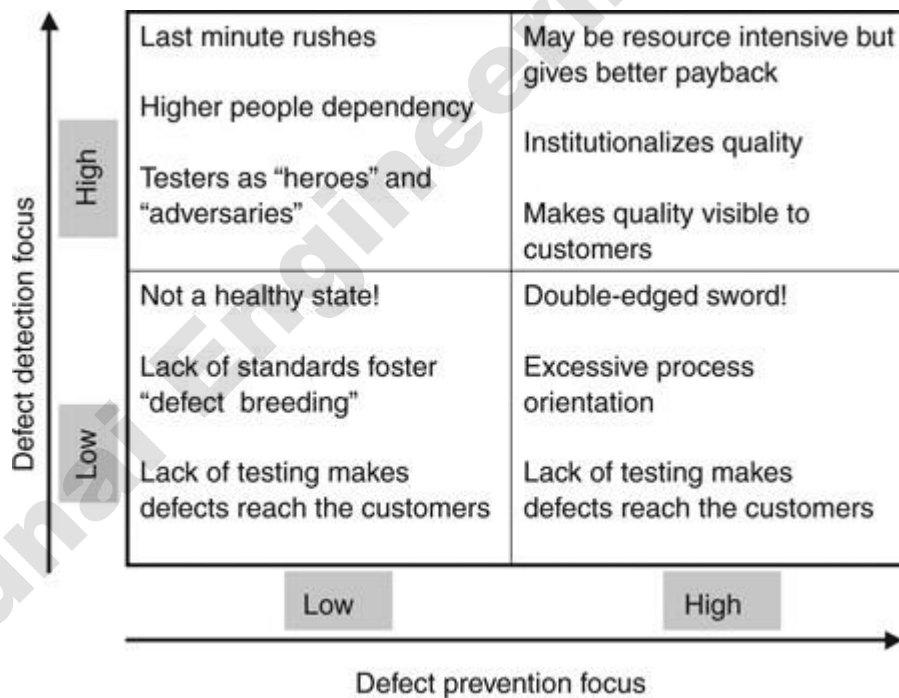 Last minute rushes
Higher people dependency
Testers as “heroes” and
“adversaries”
May be resource intensive but
gives better payback
Institutionalizes quality
Makes quality visible to
customers
Not a healthy state!
Lack of standards foster
“defect breeding”
Lack of testing makes
defects reach the customers
Double-edged sword!
Excessive process
orientation
Lack of testing makes
defects reach the customers
Defect detection focus
High
Low
Low
High
Defect prevention focus